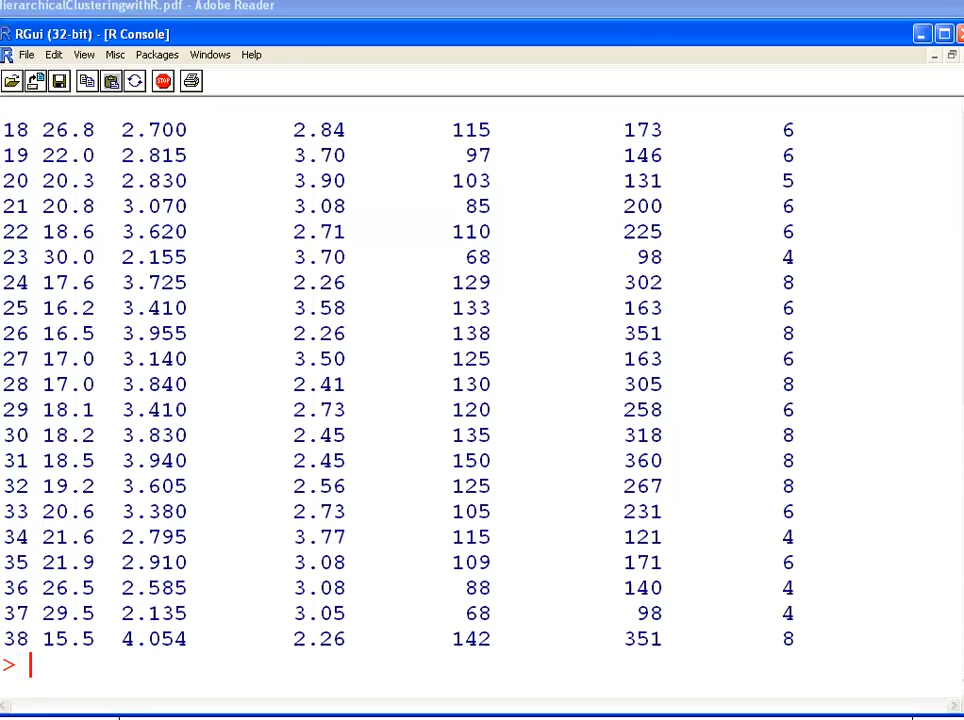 HierarchicalClusteringwithR.pdf - Adobe Reader
RGui (32-bit) - [R Console]
File Edit View Misc Packages Windows Help
STOP
18 26.8 2.700 2.84 115 173 6
19 22.0 2.815 3.70 97 146 6
20 20.3 2.830 3.90 103 131 5
21 20.8 3.070 3.08 85 200 6
22 18.6 3.620 2.71 110 225 6
23 30.0 2.155 3.70 68 98 4
24 17.6 3.725 2.26 129 302 8
25 16.2 3.410 3.58 133 163 6
26 16.5 3.955 2.26 138 351 8
27 17.0 3.140 3.50 125 163 6
28 17.0 3.840 2.41 130 305 8
29 18.1 3.410 2.73 120 258 6
30 18.2 3.830 2.45 135 318 8
31 18.5 3.940 2.45 150 360 8
32 19.2 3.605 2.56 125 267 8
33 20.6 3.380 2.73 105 231 6
34 21.6 2.795 3.77 115 121 4
35 21.9 2.910 3.08 109 171 6
36 26.5 2.585 3.08 88 140 4
37 29.5 2.135 3.05 68 98 4
38 15.5 4.054 2.26 142 351 8
>